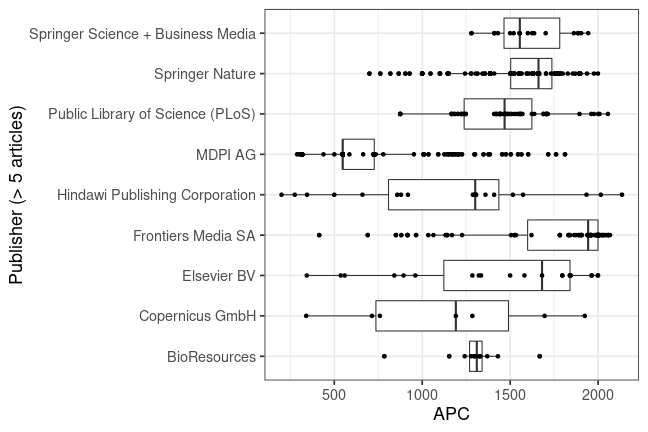 Publisher (> 5 articles)
Springer Science + Business Media
Springer Nature
Public Library of Science (PLoS)
MDPI AG
Hindawi Publishing Corporation
Frontiers Media SA
Elsevier BV
Copernicus GmbH
BioResources
500 1000 1500 2000
APC